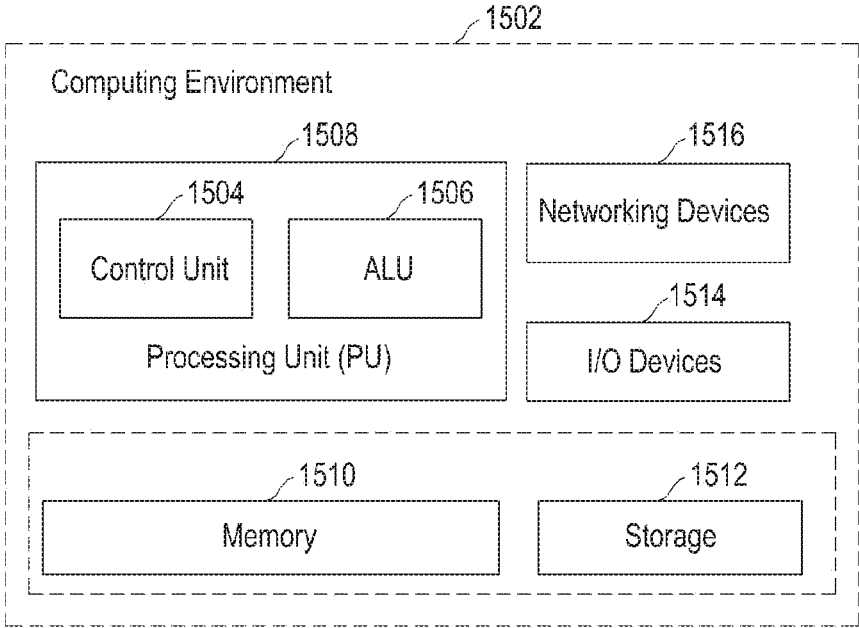 1502
Computing Environment
1508
1516
1504
1506
Networking Devices
Control Unit
ALU
1514
Processing Unit (PU)
I/O Devices
1510
1512
Memory
Storage